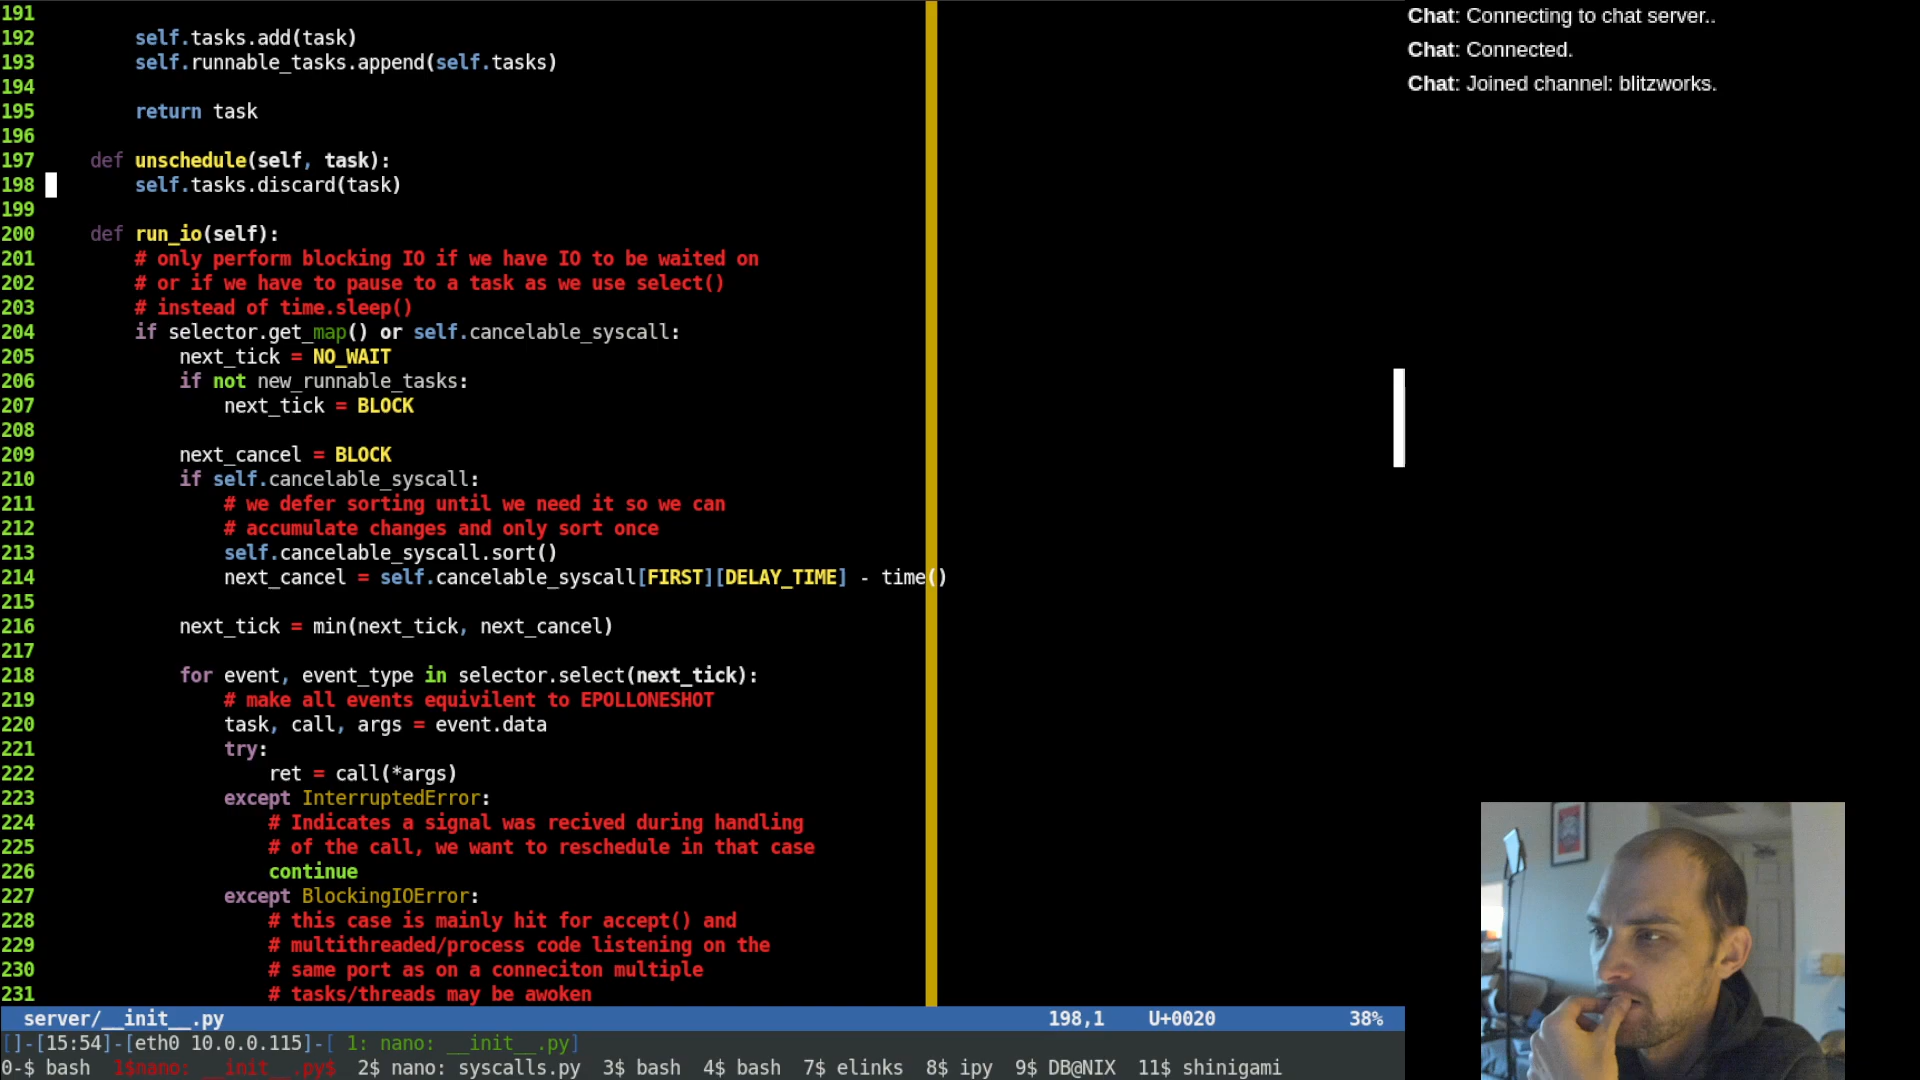 191
192 self.tasks.add(task)
193 self.runnable_tasks.append(self.tasks)
194
195 return task
196
197 def unschedule(self, task):
198 self.tasks.discard(task)
199
200 def run_io(self):
201 # only perform blocking IO if we have IO to be waited on
202 # or if we have to pause to a task as we use select()
203 # instead of time.sleep()
204 if selector.get_map() or self.cancelable_syscall:
205 next_tick = NO_WAIT
206 if not new_runnable_tasks:
207 next_tick = BLOCK
208
209 next_cancel = BLOCK
210 if self.cancelable_syscall:
211 # we defer sorting until we need it so we can
212 # accumulate changes and only sort once
213 self.cancelable_syscall.sort()
214 next_cancel = self.cancelable_syscall[FIRST][DELAY_TIME] - time()
215
216 next_tick = min(next_tick, next_cancel)
217
218 for event, event_type in selector.select(next_tick):
219 # make all events equivilent to EPOLLONESHOT
220 task, call, args = event.data
221 try:
222 ret = call(*args)
223 except InterruptedError:
224 # Indicates a signal was recived during handling
225 # of the call, we want to reschedule in that case
226 continue
227 except BlockingIOError:
228 # this case is mainly hit for accept() and
229 # multithreaded/process code listening on the
230 # same port as on a conneciton multiple
231 # tasks/threads may be awoken
server/__init__.py 198,1 U+0020 38%
[]-[15:54]-[eth0 10.0.0.115]-[ 1: nano: __init__.py]
0-$ bash 1$nano: __init__.py$ 2$ nano: syscalls.py 3$ bash 4$ bash 7$ elinks 8$ ipy 9$ DB@NIX 11$ shinigami
Chat: Connecting to chat server..
Chat: Connected.
Chat: Joined channel: blitzworks.